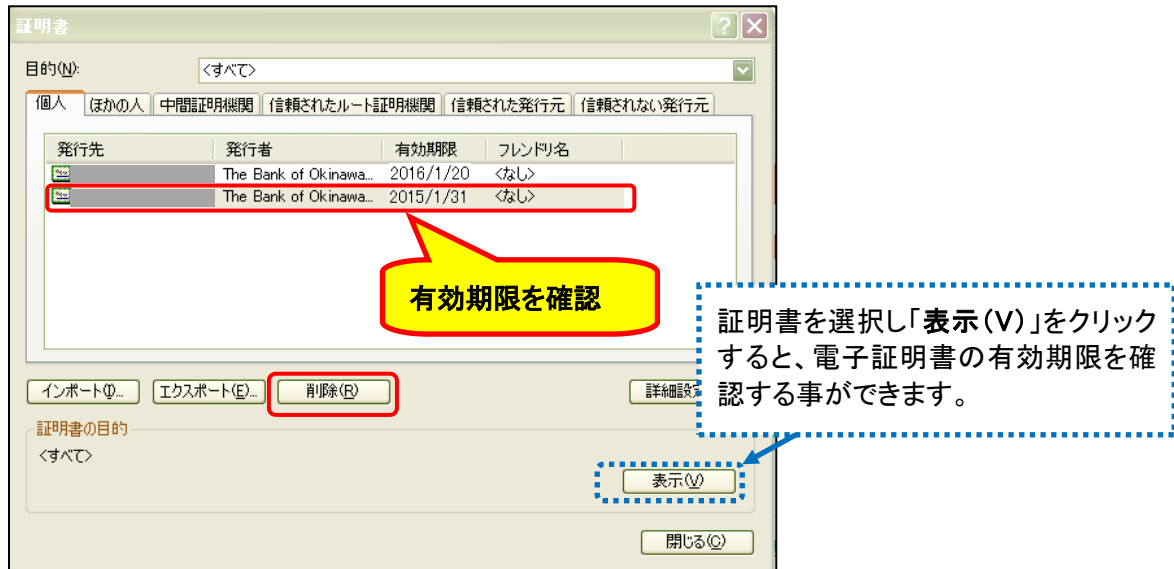 証明書
目的(N): <すべて>
個人 ほかの人 中間証明機関 信頼されたルート証明機関 信頼された発行元 信頼されない発行元
発行先 発行者 有効期限 フレンドリ名
The Bank of Okinawa... 2016/1/20 <なし>
The Bank of Okinawa... 2015/1/31 <なし>
有効期限を確認
証明書を選択し「表示(V)」をクリック
すると、電子証明書の有効期限を確
認する事ができます。
インポート(I)... エクスポート(E)... 削除(R) 詳細設定
証明書の目的
<すべて>
表示(V)
閉じる(C)